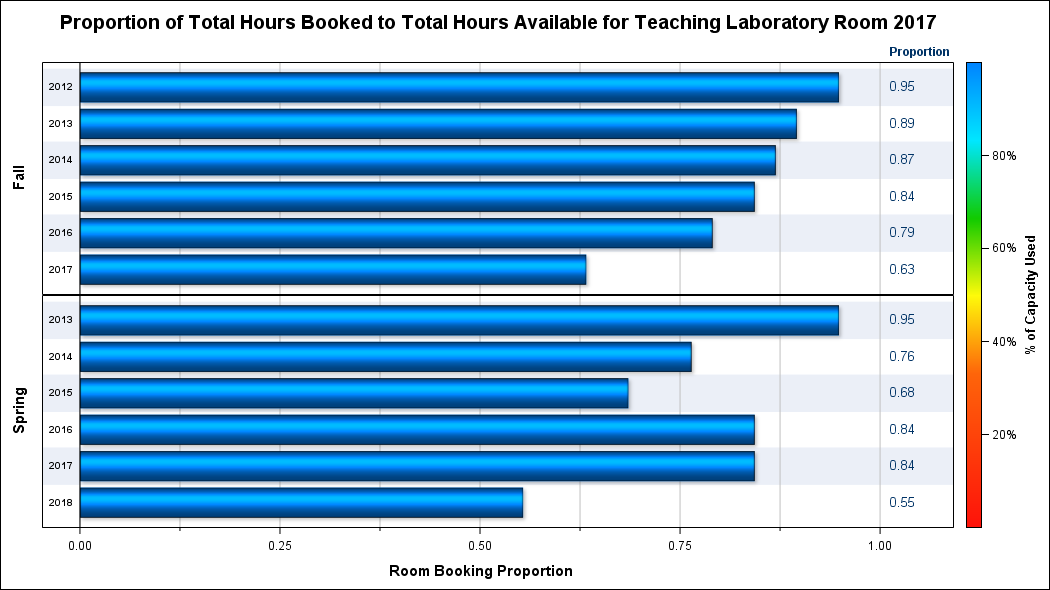 Proportion of Total Hours Booked to Total Hours Available for Teaching Laboratory Room 2017
Proportion
Fall
2012 0.95
2013 0.89
2014 0.87
2015 0.84
2016 0.79
2017 0.63
Spring
2013 0.95
2014 0.76
2015 0.68
2016 0.84
2017 0.84
2018 0.55
0.00 0.25 0.50 0.75 1.00
Room Booking Proportion
80%
60%
40%
20%
% of Capacity Used